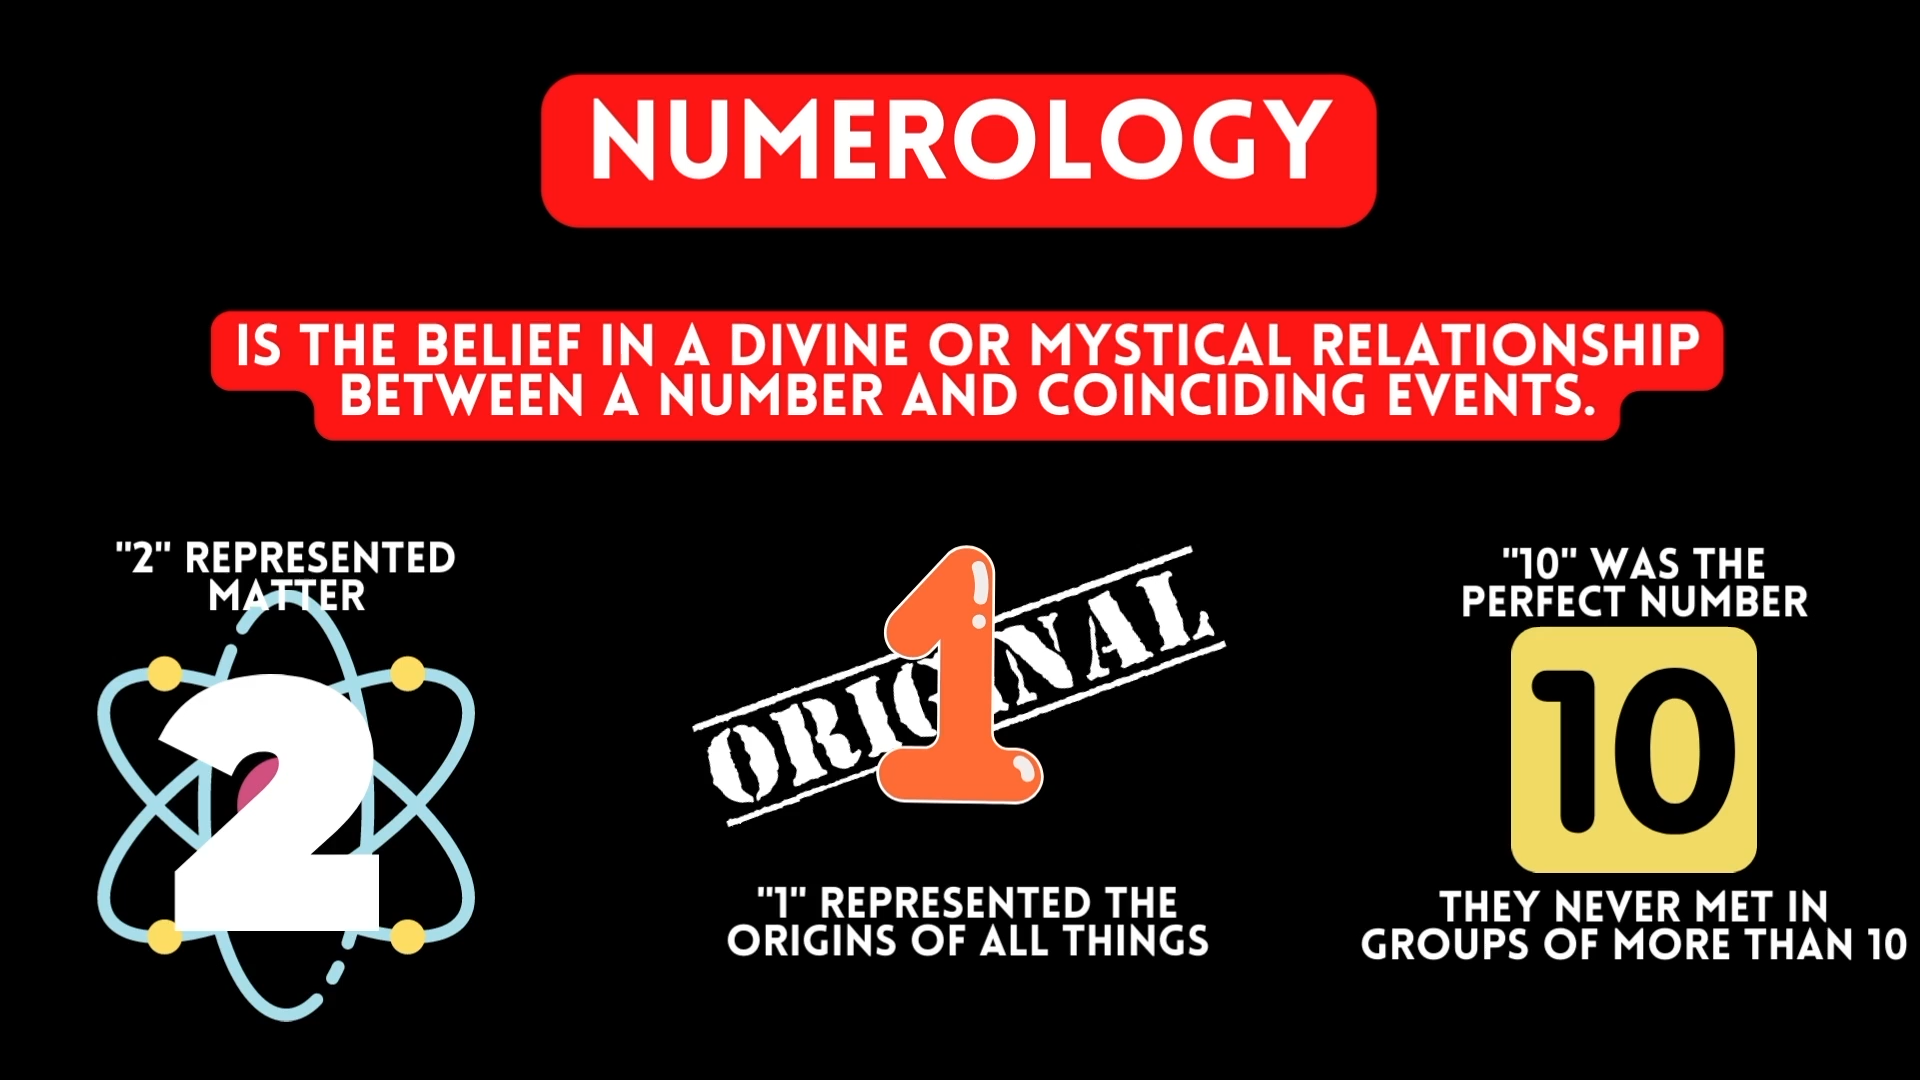 NUMEROLOGY
IS THE BELIEF IN A DIVINE OR MYSTICAL RELATIONSHIP
BETWEEN A NUMBER AND COINCIDING EVENTS.
"2" REPRESENTED
MATTER
2
ORIGINAL
1
"1" REPRESENTED THE
ORIGINS OF ALL THINGS
"10" WAS THE
PERFECT NUMBER
10
THEY NEVER MET IN
GROUPS OF MORE THAN 10